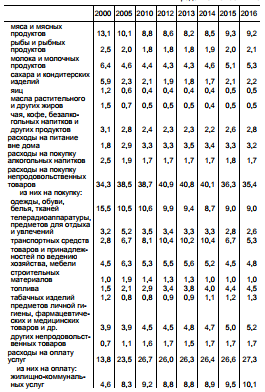 2000 2005 2010 2012 2013 2014 2015 2016
мяса и мясных
продуктов 13,1 10,1 8,8 8,6 8,2 8,5 9,3 9,2
рыбы и рыбных
продуктов 2,5 2,0 1,8 1,8 1,8 1,9 2,0 2,1
молока и молочных
продуктов 6,4 4,6 4,4 4,3 4,3 4,6 5,1 5,3
сахара и кондитерских
изделий 5,9 2,3 2,1 1,9 1,8 1,7 2,1 2,2
яиц 1,2 0,6 0,4 0,4 0,4 0,4 0,5 0,5
масла растительного
и других жиров 1,5 0,7 0,5 0,5 0,4 0,4 0,5 0,5
чая, кофе, безалко-
гольных напитков и
других продуктов 3,1 2,8 2,4 2,3 2,3 2,2 2,6 2,8
расходы на питание
вне дома 1,8 2,9 3,3 3,3 3,5 3,4 3,3 3,2
расходы на покупку
алкогольных напитков 2,5 1,9 1,7 1,7 1,7 1,7 1,8 1,7
расходы на покупку
непродовольственных
товаров 34,3 38,5 38,7 40,9 40,8 40,1 36,3 35,4
из них на покупку:
одежды, обуви,
белья, тканей 15,5 10,5 10,6 9,9 9,4 8,7 9,0 9,0
телерадиоаппаратуры,
предметов для отдыха
и увлечений 3,2 5,2 3,5 3,4 3,3 3,3 2,8 2,6
транспортных средств 2,8 6,7 8,1 10,4 10,2 10,4 6,7 5,3
товаров и принадлеж-
ностей по ведению
хозяйства, мебели 4,5 6,3 5,5 5,5 5,6 5,2 4,5 4,8
строительных
материалов 1,0 1,9 1,4 1,3 1,3 1,0 1,0 1,0
топлива 1,5 2,1 2,9 3,4 3,8 4,0 4,4 4,5
табачных изделий 1,2 0,8 0,8 0,9 0,9 1,1 1,2 1,3
предметов личной ги-
гиены, фармацевтичес-
ких и медицинских
товаров и др. 3,9 3,9 4,5 4,5 4,8 4,7 5,0 5,2
других непродовольст-
венных товаров 0,7 1,1 1,6 1,5 1,6 1,7 1,7 1,7
расходы на оплату
услуг 13,8 23,5 26,7 26,0 26,3 26,4 26,6 27,3
из них на оплату:
жилищно-коммуналь-
ных услуг 4,6 8,3 9,2 8,8 8,8 8,9 9,5 10,1